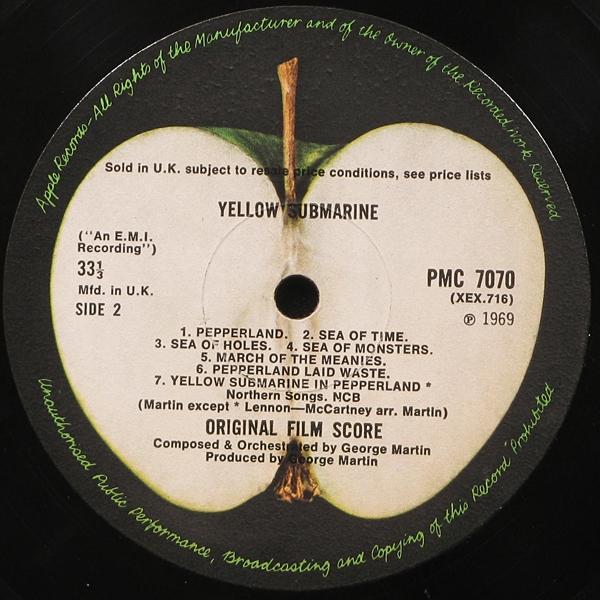 Apple Records-All Rights of the Manufacturer and of the Owner of the Recorded Work Reserved
Sold in U.K. subject to resale price conditions, see price lists
YELLOW SUBMARINE
("An E.M.I.
Recording")
33⅓
Mfd. in U.K.
SIDE 2
PMC 7070
(XEX.716)
℗ 1969
1. PEPPERLAND. 2. SEA OF TIME.
3. SEA OF HOLES. 4. SEA OF MONSTERS.
5. MARCH OF THE MEANIES.
6. PEPPERLAND LAID WASTE.
7. YELLOW SUBMARINE IN PEPPERLAND *
Northern Songs. NCB
(Martin except * Lennon—McCartney arr. Martin)
ORIGINAL FILM SCORE
Composed & Orchestrated by George Martin
Produced by George Martin
Unauthorised Public Performance, Broadcasting and Copying of this Record Prohibited